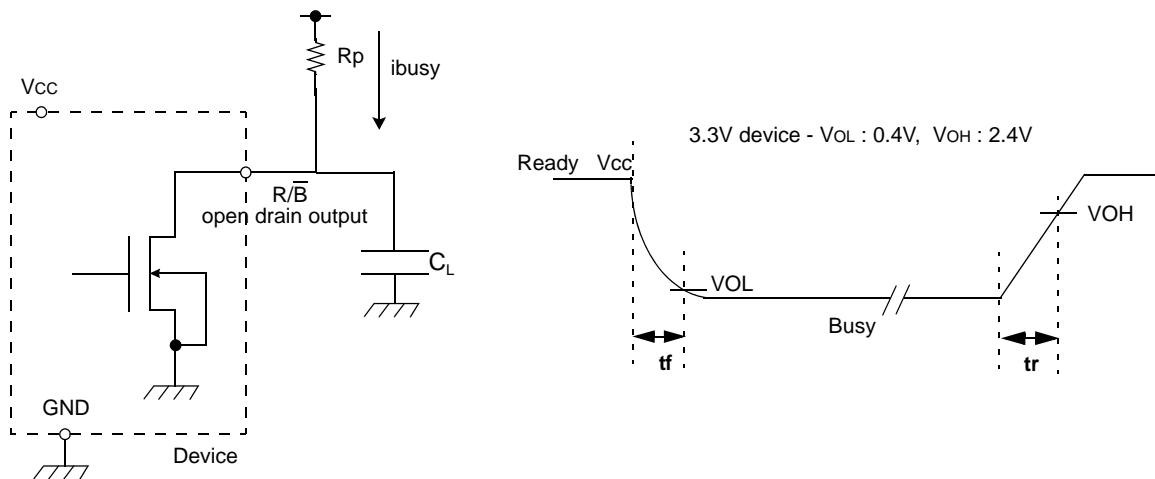 Rp
ibusy
Vcc
R/B̅
open drain output
CL
GND
Device
3.3V device - VOL : 0.4V, VOH : 2.4V
Ready Vcc
VOH
VOL
Busy
tf
tr